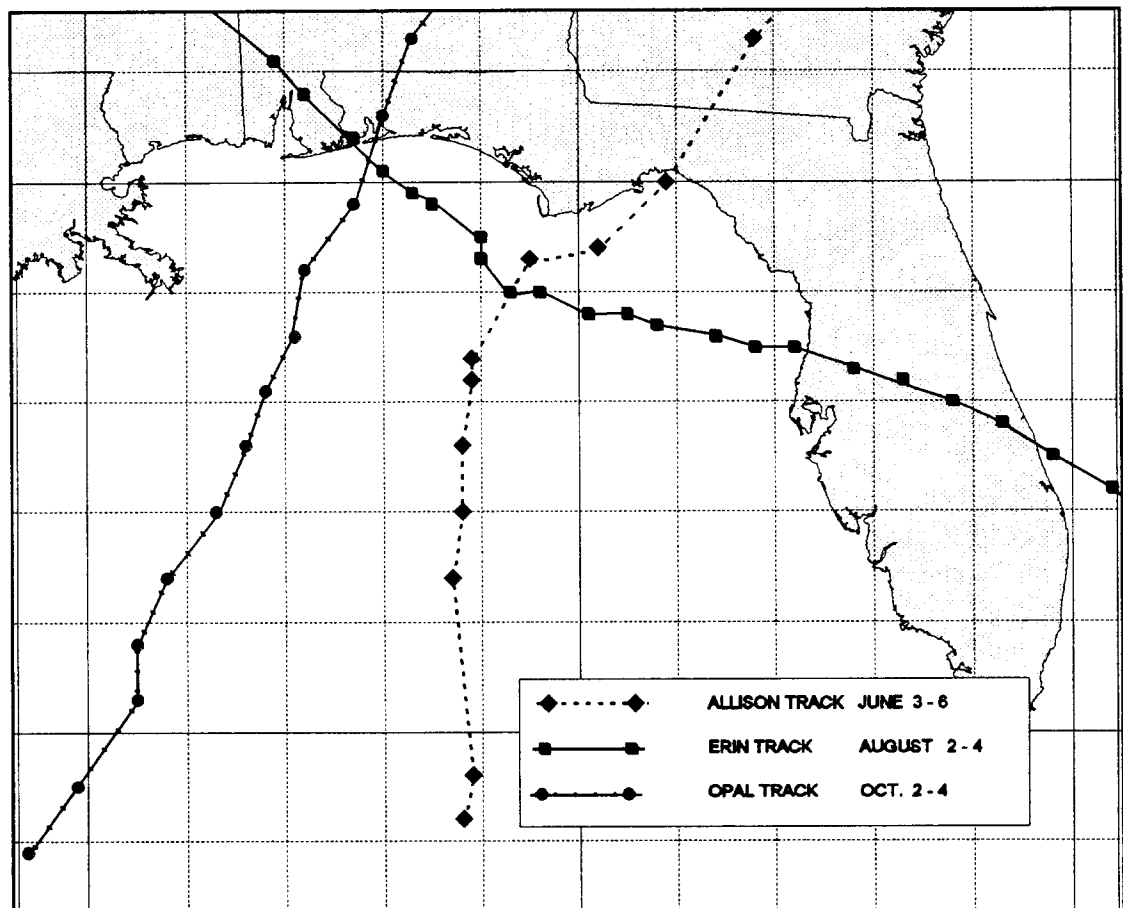 ALLISON TRACK JUNE 3 - 6
ERIN TRACK AUGUST 2 - 4
OPAL TRACK OCT. 2 - 4